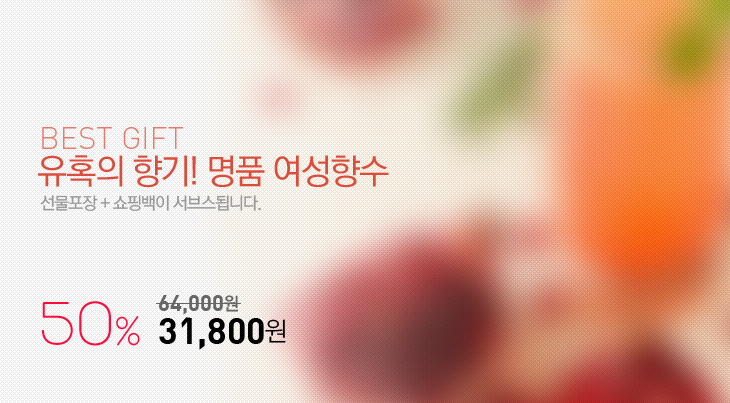 BEST GIFT
유혹의 향기! 명품 여성향수
선물포장 + 쇼핑백이 서브스됩니다.
64,000원
50% 31,800원